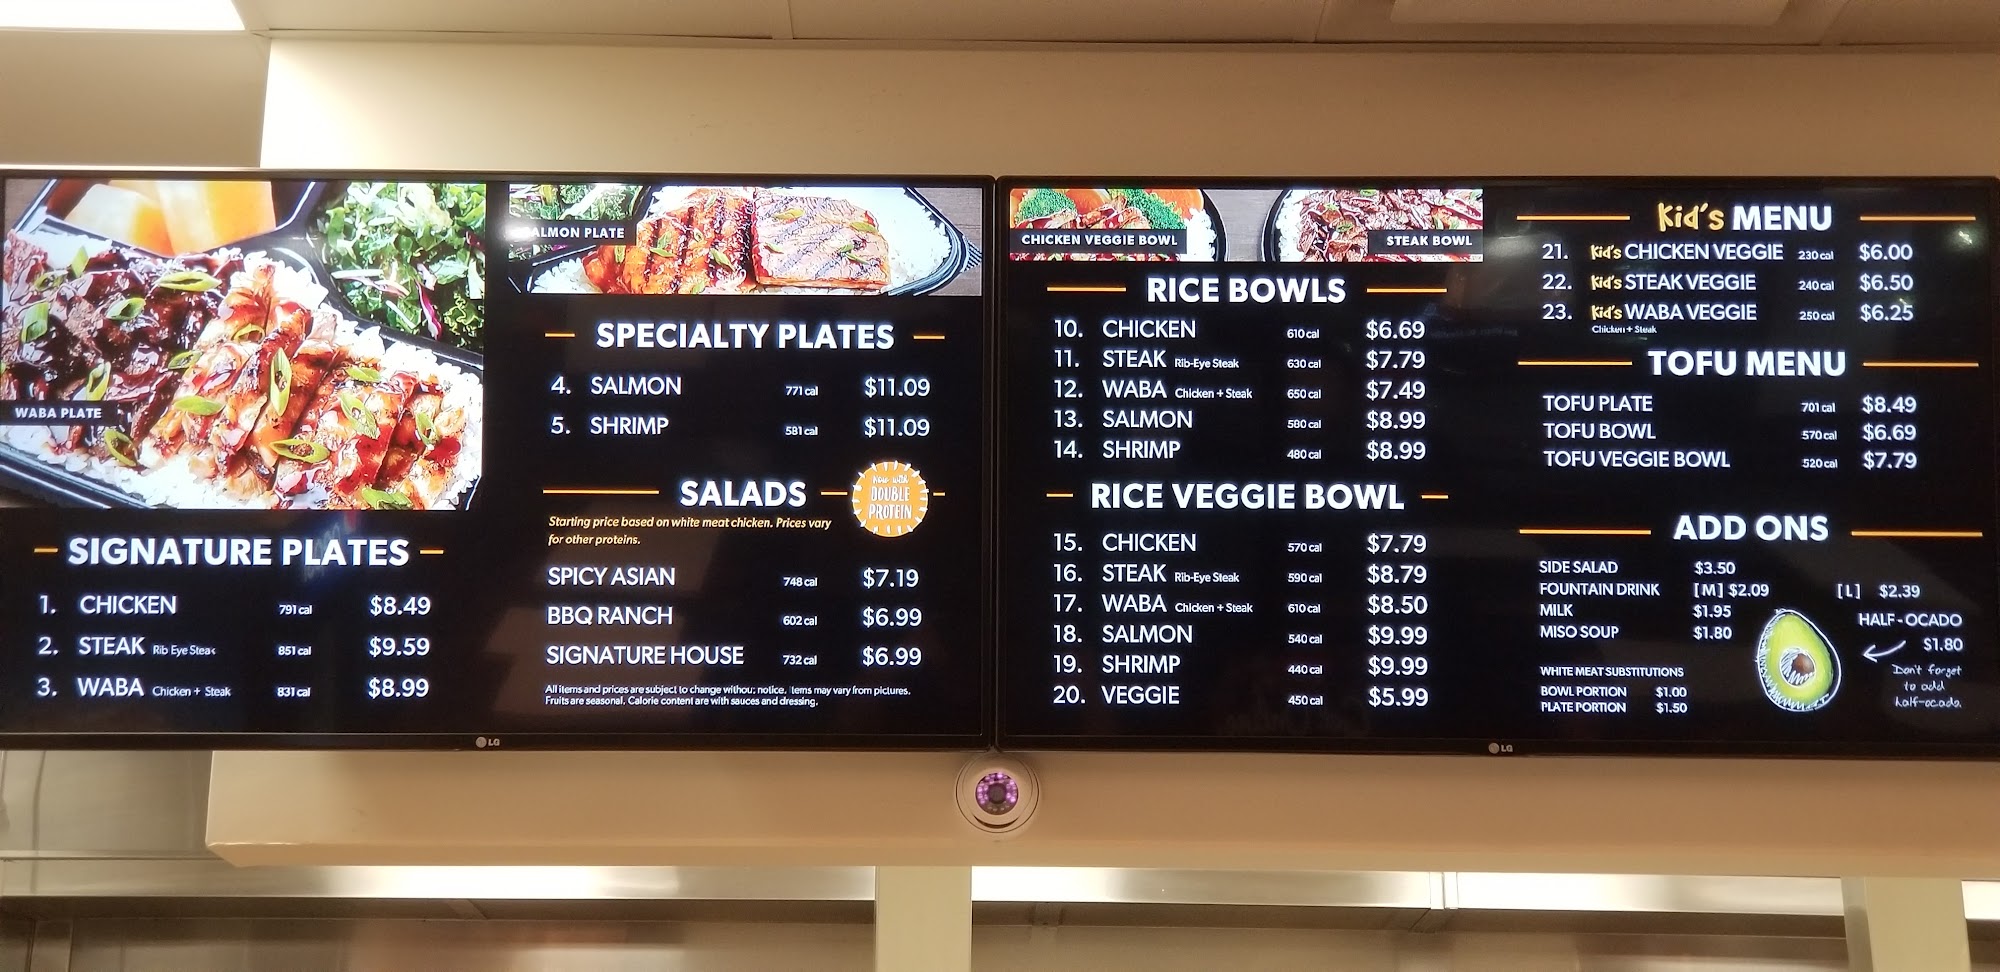 WABA PLATE
SIGNATURE PLATES
1. CHICKEN 791 cal $8.49
2. STEAK Rib Eye Steak 851 cal $9.59
3. WABA Chicken + Steak 831 cal $8.99
SALMON PLATE
SPECIALTY PLATES
4. SALMON 771 cal $11.09
5. SHRIMP 581 cal $11.09
SALADS
now with
DOUBLE
PROTEIN
Starting price based on white meat chicken. Prices vary
for other proteins.
SPICY ASIAN 748 cal $7.19
BBQ RANCH 602 cal $6.99
SIGNATURE HOUSE 732 cal $6.99
All items and prices are subject to change without notice. Items may vary from pictures.
Fruits are seasonal. Calorie content are with sauces and dressing.
LG
CHICKEN VEGGIE BOWL
STEAK BOWL
RICE BOWLS
10. CHICKEN 610 cal $6.69
11. STEAK Rib-Eye Steak 630 cal $7.79
12. WABA Chicken + Steak 650 cal $7.49
13. SALMON 580 cal $8.99
14. SHRIMP 480 cal $8.99
RICE VEGGIE BOWL
15. CHICKEN 570 cal $7.79
16. STEAK Rib-Eye Steak 590 cal $8.79
17. WABA Chicken + Steak 610 cal $8.50
18. SALMON 540 cal $9.99
19. SHRIMP 440 cal $9.99
20. VEGGIE 450 cal $5.99
Kid's MENU
21. Kid's CHICKEN VEGGIE 230 cal $6.00
22. Kid's STEAK VEGGIE 240 cal $6.50
23. Kid's WABA VEGGIE 250 cal $6.25
Chicken + Steak
TOFU MENU
TOFU PLATE 701 cal $8.49
TOFU BOWL 570 cal $6.69
TOFU VEGGIE BOWL 520 cal $7.79
ADD ONS
SIDE SALAD $3.50
FOUNTAIN DRINK [M] $2.09 [L] $2.39
MILK $1.95
MISO SOUP $1.80
HALF-OCADO
$1.80
Don't forget
to add
half-ocado.
WHITE MEAT SUBSTITUTIONS
BOWL PORTION $1.00
PLATE PORTION $1.50
LG